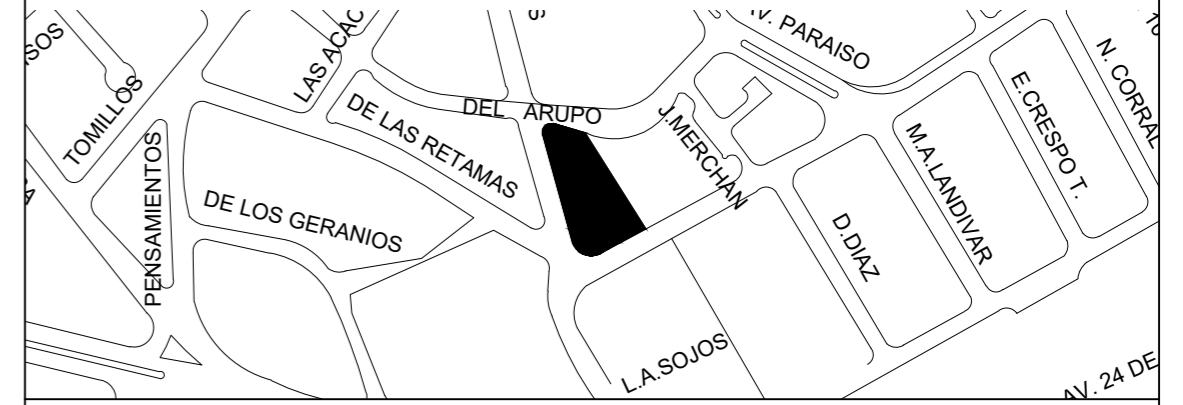 SOS
TOMILLOS
PENSAMIENTOS
LAS ACAC
DE LAS RETAMAS
DE LOS GERANIOS
DEL ARUPO
J.MERCHAN
V. PARAISO
L.A.SOJOS
D.DIAZ
M.A.LANDIVAR
E.CRESPO T.
N. CORRAL
AV. 24 DE